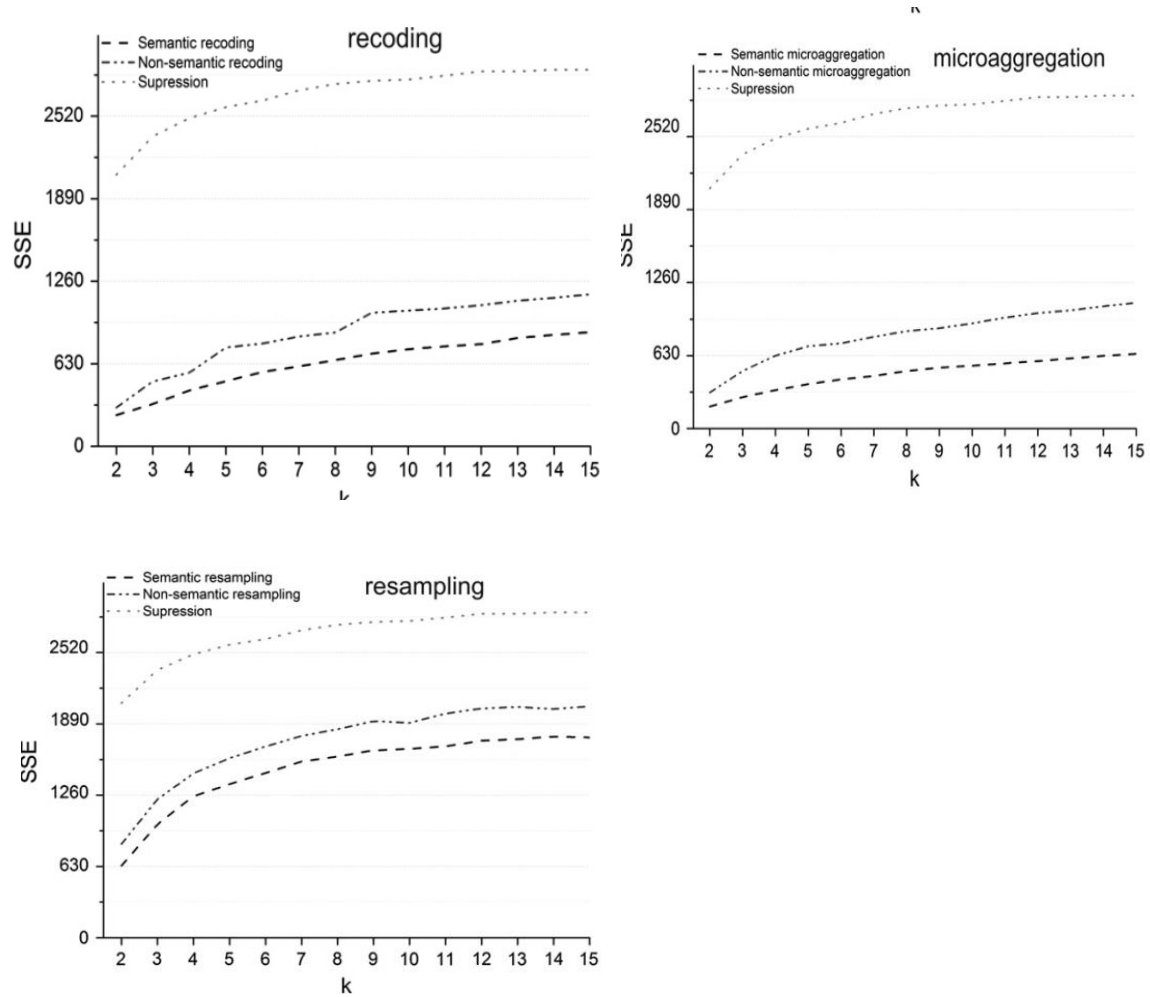 recoding
Semantic recoding
Non-semantic recoding
Supression
2520
1890
1260
630
0
SSE
2 3 4 5 6 7 8 9 10 11 12 13 14 15
k
k
microaggregation
Semantic microaggregation
Non-semantic microaggregation
Supression
2520
1890
1260
630
0
SSE
2 3 4 5 6 7 8 9 10 11 12 13 14 15
k
resampling
Semantic resampling
Non-semantic resampling
Supression
2520
1890
1260
630
0
SSE
2 3 4 5 6 7 8 9 10 11 12 13 14 15
k